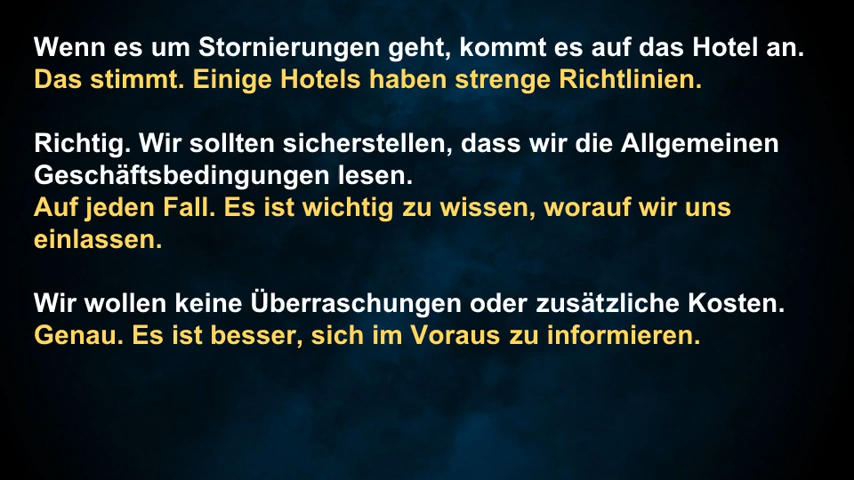 Wenn es um Stornierungen geht, kommt es auf das Hotel an.
Das stimmt. Einige Hotels haben strenge Richtlinien.
Richtig. Wir sollten sicherstellen, dass wir die Allgemeinen
Geschäftsbedingungen lesen.
Auf jeden Fall. Es ist wichtig zu wissen, worauf wir uns
einlassen.
Wir wollen keine Überraschungen oder zusätzliche Kosten.
Genau. Es ist besser, sich im Voraus zu informieren.